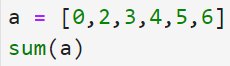 a = [0,2,3,4,5,6]
sum(a)